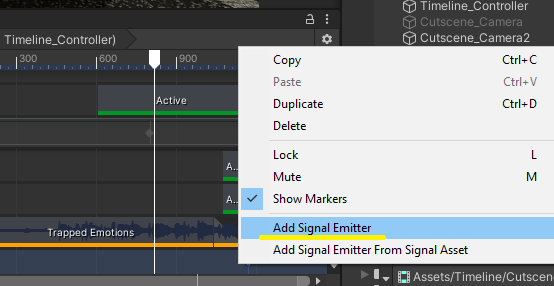 Timeline_Controller
Cutscene_Camera
Cutscene_Camera2
Timeline_Controller)
300
600
900
Active
A..
A..
Trapped Emotions
Copy Ctrl+C
Paste Ctrl+V
Duplicate Ctrl+D
Delete
Lock L
Mute M
Show Markers
Add Signal Emitter
Add Signal Emitter From Signal Asset
Assets/Timeline/Cutscene